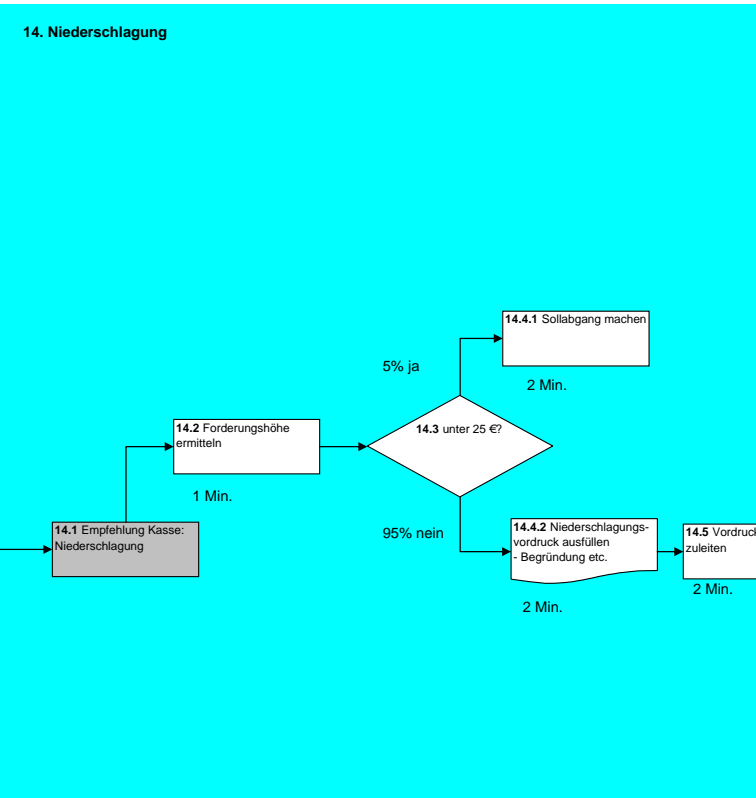 14. Niederschlagung
14.4.1 Sollabgang machen
5% ja
2 Min.
14.2 Forderungshöhe
ermitteln
14.3 unter 25 €?
1 Min.
14.1 Empfehlung Kasse:
Niederschlagung
95% nein
14.4.2 Niederschlagungs-
vordruck ausfüllen
- Begründung etc.
14.5 Vordruck
zuleiten
2 Min.
2 Min.